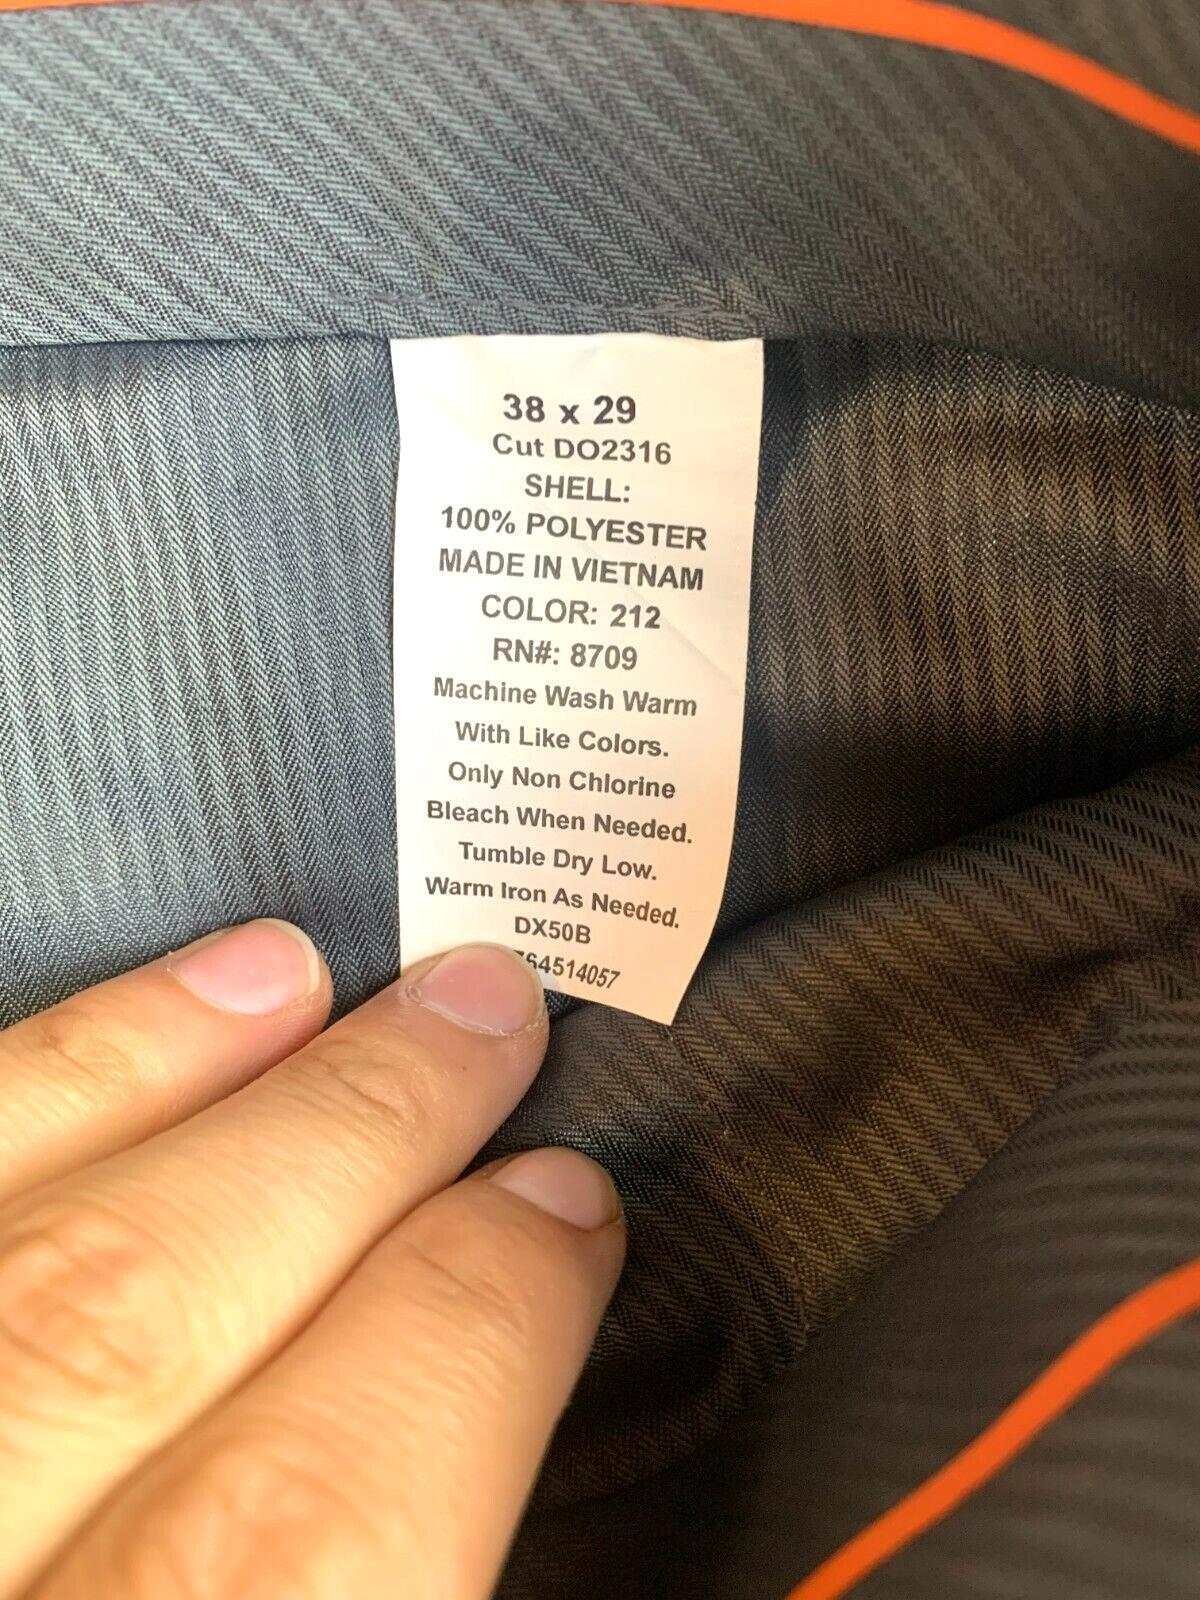 38 x 29
Cut DO2316
SHELL:
100% POLYESTER
MADE IN VIETNAM
COLOR: 212
RN#: 8709
Machine Wash Warm
With Like Colors.
Only Non Chlorine
Bleach When Needed.
Tumble Dry Low.
Warm Iron As Needed.
DX50B
764514057